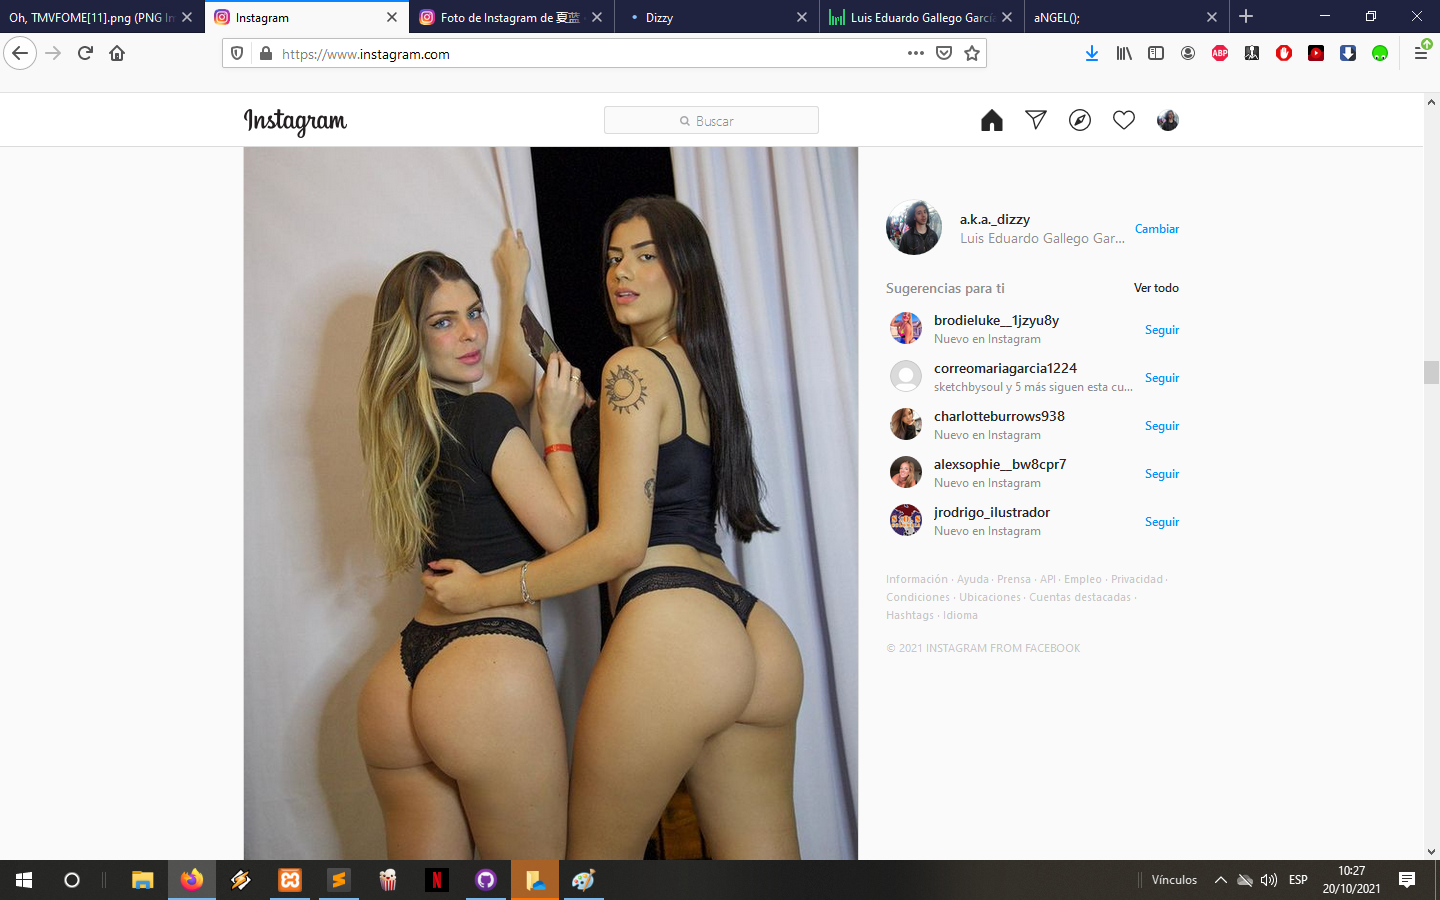 Oh, TMVFOME[11].png (PNG Im
Instagram
Foto de Instagram de 夏蓝
Dizzy
Luis Eduardo Gallego García
aNGEL();
https://www.instagram.com
ABP
Instagram
Buscar
a.k.a._dizzy
Luis Eduardo Gallego Gar...
Cambiar
Sugerencias para ti
Ver todo
brodieluke__1jzyu8y
Nuevo en Instagram
Seguir
correomariagarcia1224
sketchbysoul y 5 más siguen esta cu...
Seguir
charlotteburrows938
Nuevo en Instagram
Seguir
alexsophie__bw8cpr7
Nuevo en Instagram
Seguir
jrodrigo_ilustrador
Nuevo en Instagram
Seguir
Información · Ayuda · Prensa · API · Empleo · Privacidad ·
Condiciones · Ubicaciones · Cuentas destacadas ·
Hashtags · Idioma
© 2021 INSTAGRAM FROM FACEBOOK
Vínculos
ESP
10:27
20/10/2021